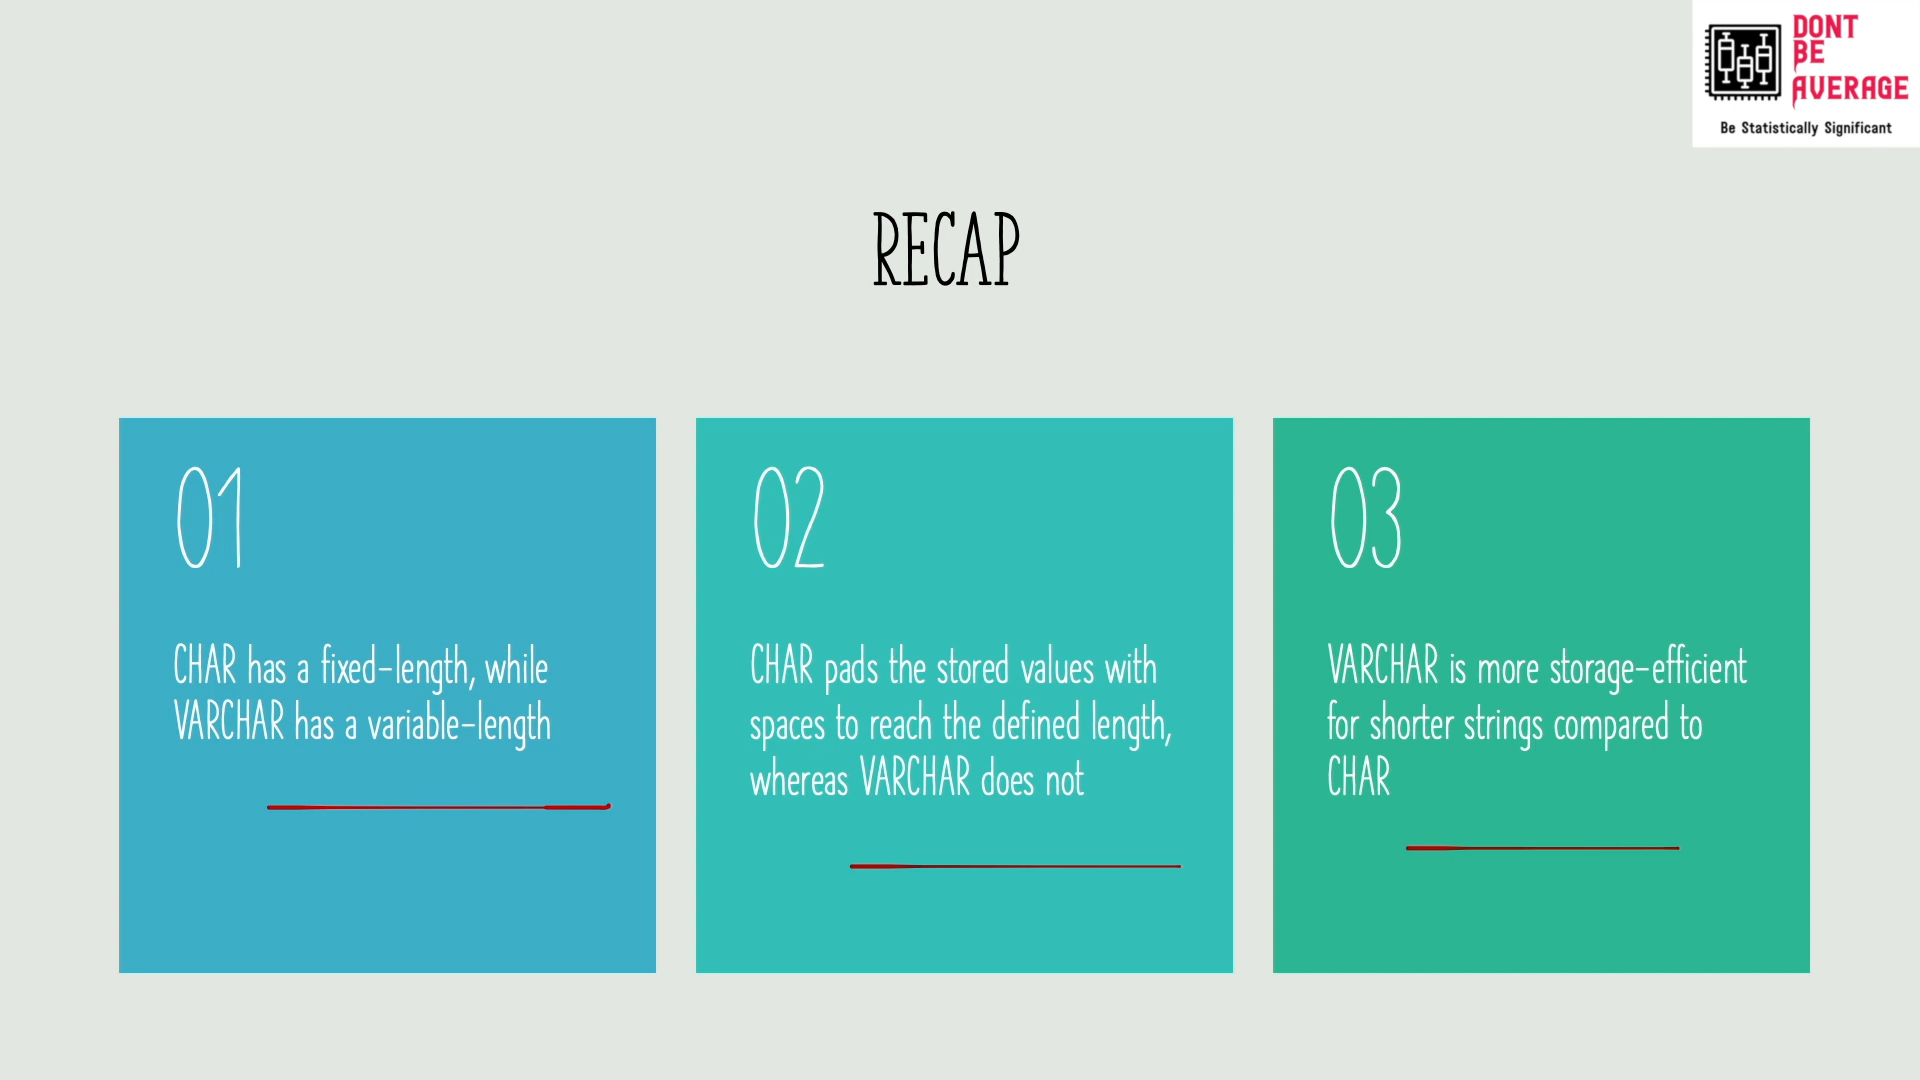 DONT
BE
AVERAGE
Be Statistically Significant
RECAP
01
CHAR has a fixed-length, while
VARCHAR has a variable-length
02
CHAR pads the stored values with
spaces to reach the defined length,
whereas VARCHAR does not
03
VARCHAR is more storage-efficient
for shorter strings compared to
CHAR